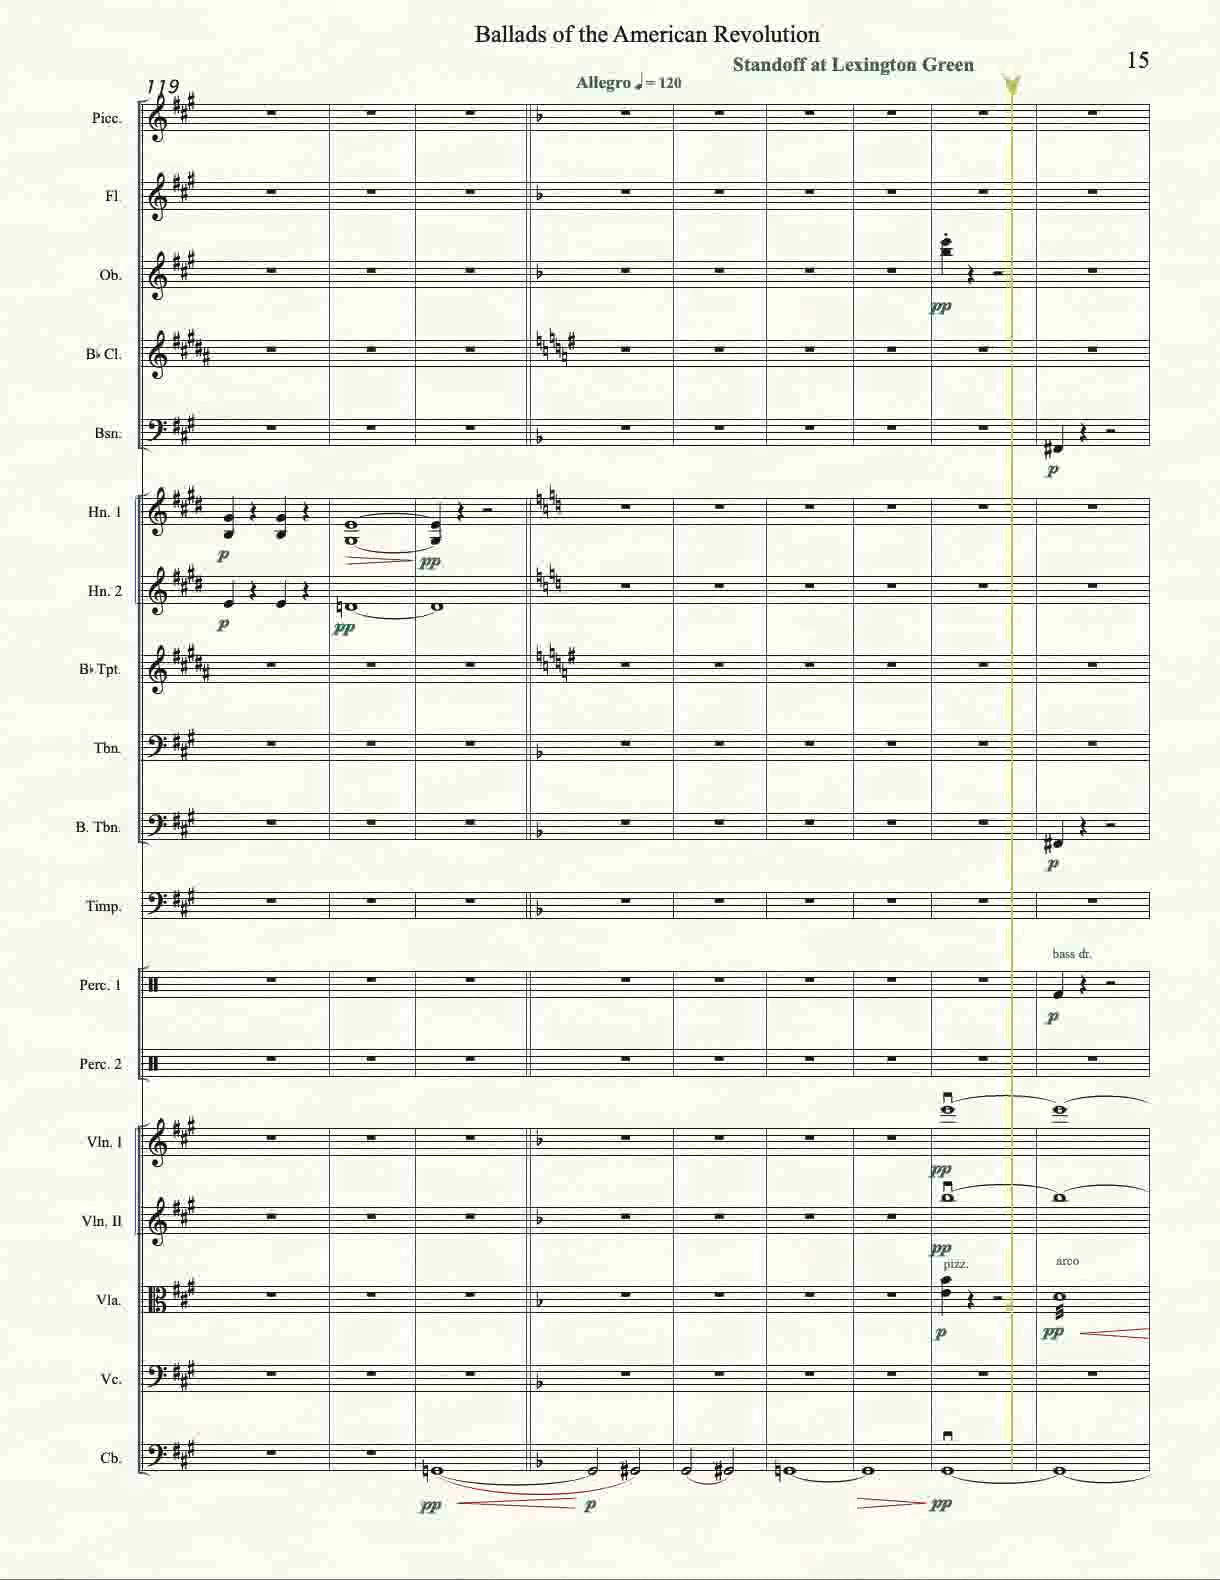 Ballads of the American Revolution
Standoff at Lexington Green
15
119
Allegro ♩ = 120
Picc.
Fl
Ob.
pp
B♭ Cl.
Bsn.
p
Hn. 1
p
pp
Hn. 2
p
pp
B♭ Tpt.
Tbn.
B. Tbn.
p
Timp.
bass dr.
Perc. 1
p
Perc. 2
Vln. I
pp
Vln. II
pp
pizz.
arco
Vla.
p
pp
Vc.
Cb.
pp
p
pp